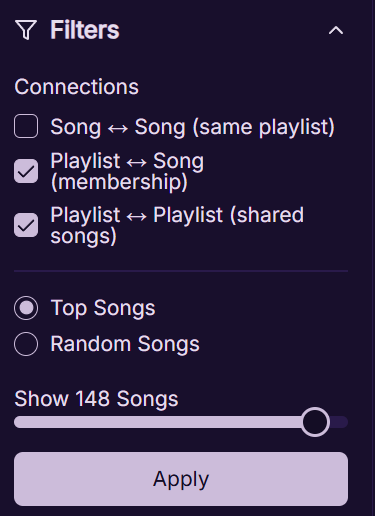 Filters
Connections
Song ↔ Song (same playlist)
Playlist ↔ Song
(membership)
Playlist ↔ Playlist (shared
songs)
Top Songs
Random Songs
Show 148 Songs
Apply